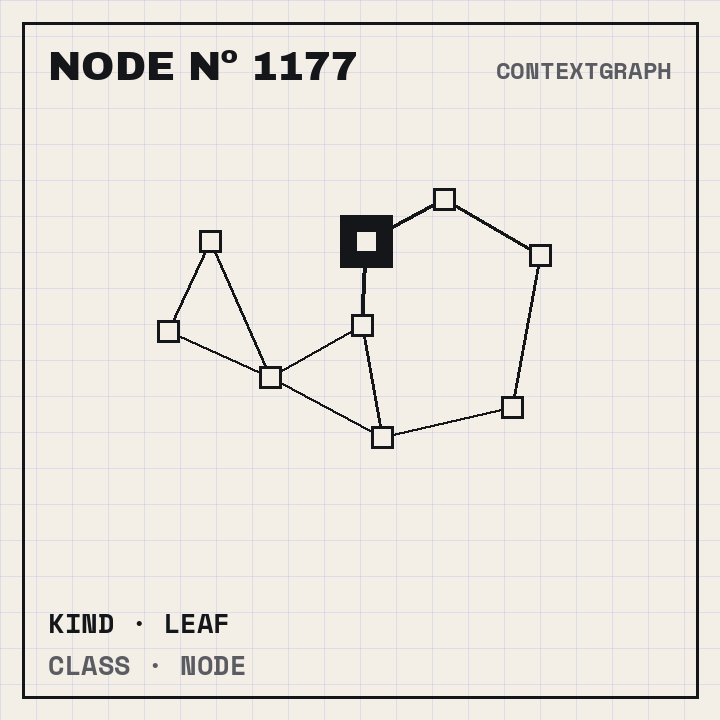 NODE Nº 1177
CONTEXTGRAPH
KIND · LEAF
CLASS · NODE